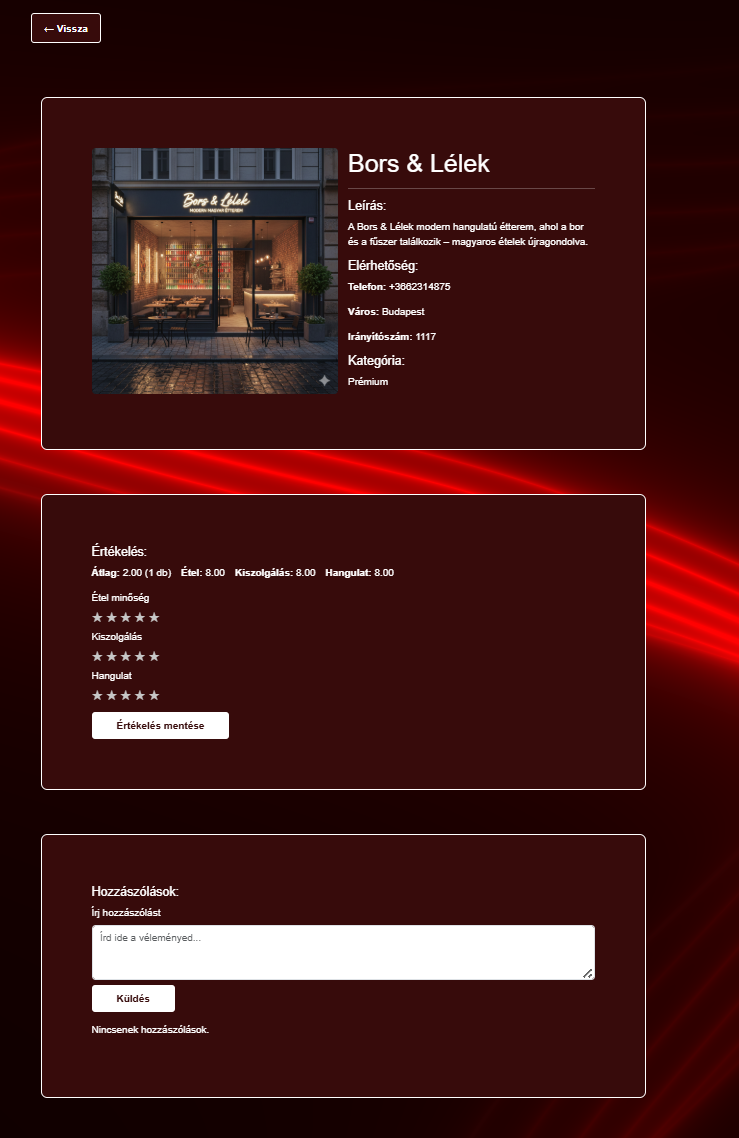 ← Vissza
Bors & Lélek
MODERN MAGYAR ÉTTEREM
Bors & Lélek
Leírás:
A Bors & Lélek modern hangulatú étterem, ahol a bor
és a fűszer találkozik – magyaros ételek újragondolva.
Elérhetőség:
Telefon: +3662314875
Város: Budapest
Irányítószám: 1117
Kategória:
Prémium
Értékelés:
Átlag: 2.00 (1 db) Étel: 8.00 Kiszolgálás: 8.00 Hangulat: 8.00
Étel minőség
★★★★★
Kiszolgálás
★★★★★
Hangulat
★★★★★
Értékelés mentése
Hozzászólások:
Írj hozzászólást
Írd ide a véleményed...
Küldés
Nincsenek hozzászólások.